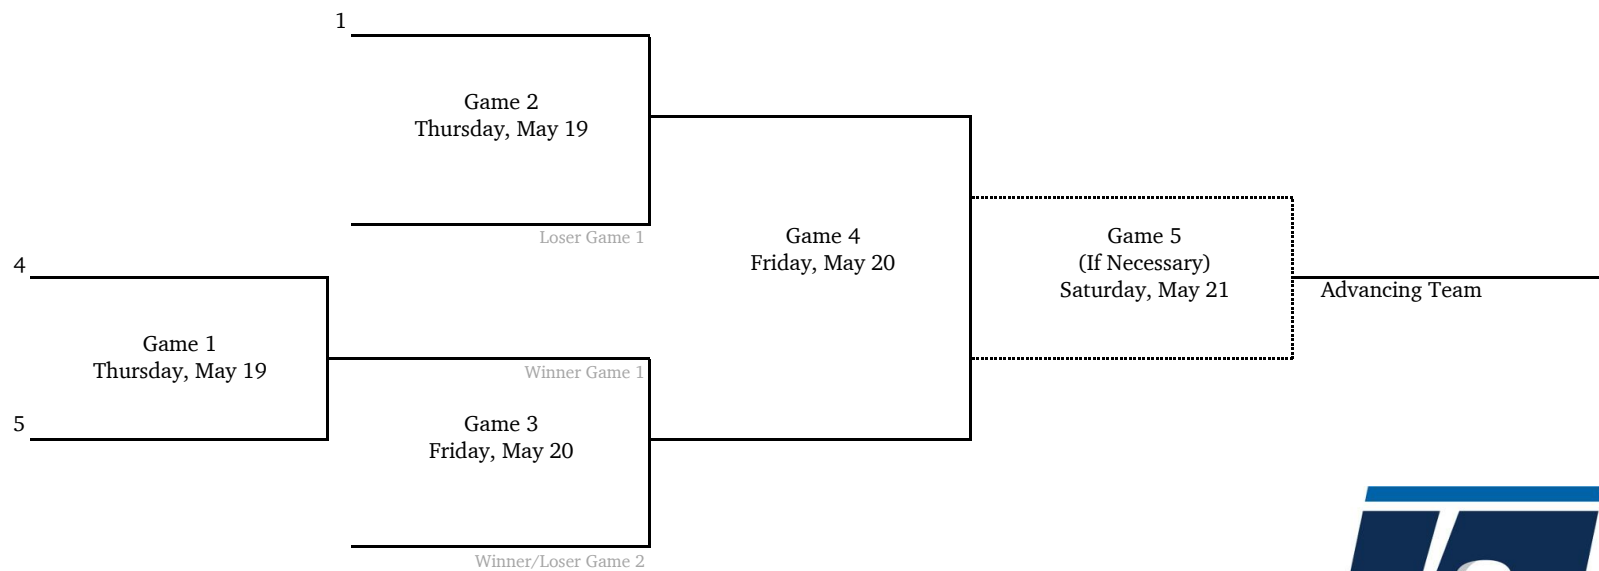 1
Game 2
Thursday, May 19
Loser Game 1
4
Game 1
Thursday, May 19
5
Winner Game 1
Game 3
Friday, May 20
Winner/Loser Game 2
Game 4
Friday, May 20
Game 5
(If Necessary)
Saturday, May 21
Advancing Team